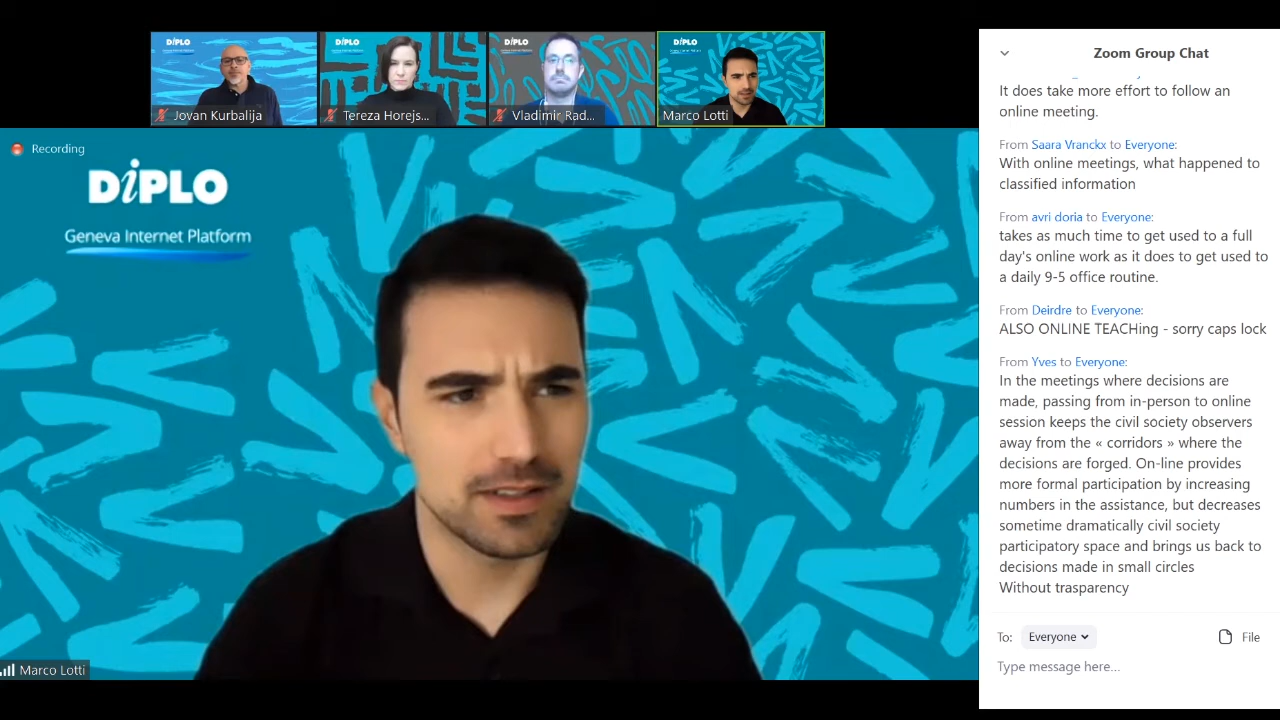 DiPLO
DiPLO
DiPLO
DiPLO
Jovan Kurbalija
Tereza Horejs...
Vladimir Rad...
Marco Lotti
Recording
DiPLO
Geneva Internet Platform
Marco Lotti
Zoom Group Chat
It does take more effort to follow an
online meeting.
From Saara Vranckx to Everyone:
With online meetings, what happened to
classified information
From avri doria to Everyone:
takes as much time to get used to a full
day's online work as it does to get used to
a daily 9-5 office routine.
From Deirdre to Everyone:
ALSO ONLINE TEACHing - sorry caps lock
From Yves to Everyone:
In the meetings where decisions are
made, passing from in-person to online
session keeps the civil society observers
away from the « corridors » where the
decisions are forged. On-line provides
more formal participation by increasing
numbers in the assistance, but decreases
sometime dramatically civil society
participatory space and brings us back to
decisions made in small circles
Without trasparency
To: Everyone
File
Type message here...